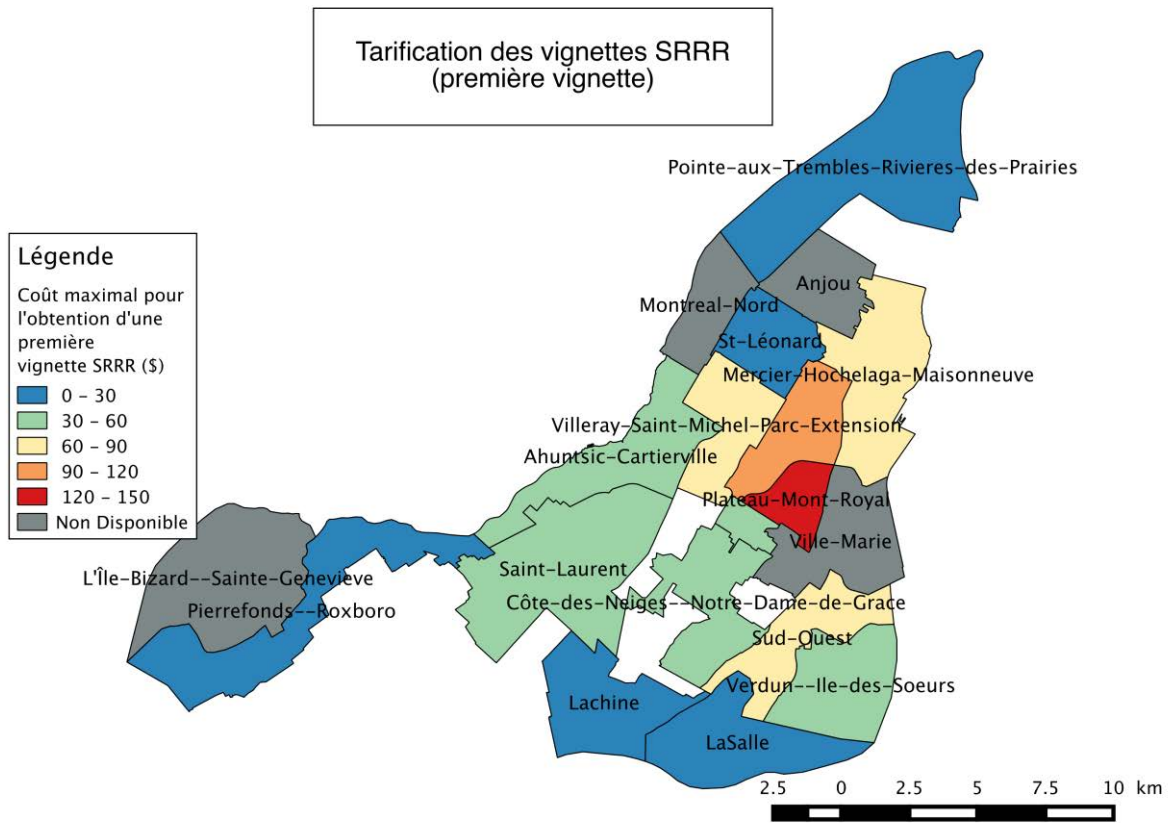 Tarification des vignettes SRRR
(première vignette)
Pointe-aux-Trembles-Rivieres-des-Prairies
Légende
Coût maximal pour
l'obtention d'une
première
vignette SRRR ($)
0 - 30
30 - 60
60 - 90
90 - 120
120 - 150
Non Disponible
Anjou
Montreal-Nord
St-Léonard
Mercier-Hochelaga-Maisonneuve
Villeray-Saint-Michel-Parc-Extension
Ahuntsic-Cartierville
Plateau-Mont-Royal
Ville-Marie
Saint-Laurent
L'Île-Bizard--Sainte-Geneviève
Côte-des-Neiges--Notre-Dame-de-Grace
Pierrefonds--Roxboro
Sud-Ouest
Verdun--Ile-des-Soeurs
Lachine
LaSalle
2.5 0 2.5 5 7.5 10 km